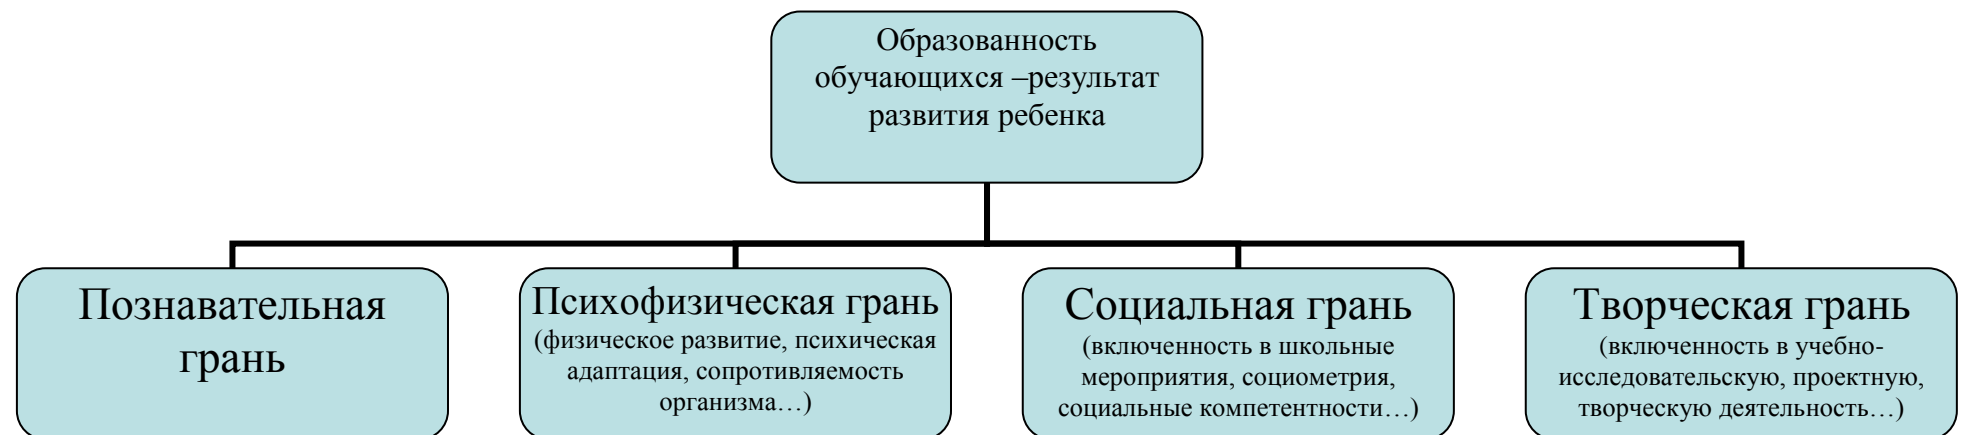 Образованность
обучающихся –результат
развития ребенка
Познавательная
грань
Психофизическая грань
(физическое развитие, психическая
адаптация, сопротивляемость
организма…)
Социальная грань
(включенность в школьные
мероприятия, социометрия,
социальные компетентности…)
Творческая грань
(включенность в учебно-
исследовательскую, проектную,
творческую деятельность…)